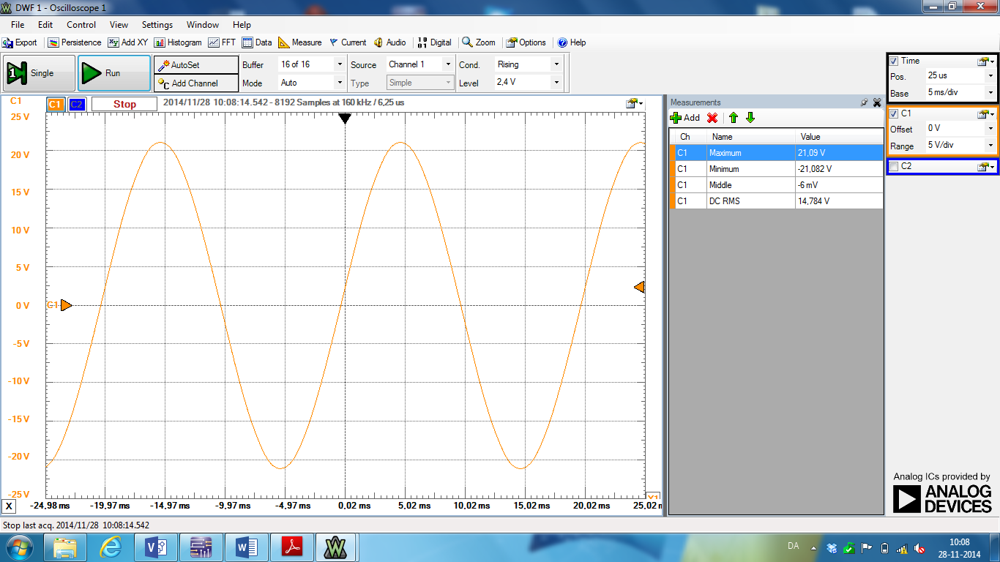 DWF 1 - Oscilloscope 1
File Edit Control View Settings Window Help
Export Persistence Add XY Histogram FFT Data Measure Current Audio Digital Zoom Options Help
Single Run AutoSet Buffer 16 of 16 Source Channel 1 Cond. Rising
Add Channel Mode Auto Type Simple Level 2,4 V
C1 C1 C2 Stop 2014/11/28 10:08:14.542 - 8192 Samples at 160 kHz / 6,25 us
25 V
20 V
15 V
10 V
5 V
0 V
C1
-5 V
-10 V
-15 V
-20 V
-25 V
Y1
X -24,98 ms -19,97 ms -14,97 ms -9,97 ms -4,97 ms 0,02 ms 5,02 ms 10,02 ms 15,02 ms 20,02 ms 25,02 m
Measurements
Add
Ch Name Value
C1 Maximum 21,09 V
C1 Minimum -21,082 V
C1 Middle -6 mV
C1 DC RMS 14,784 V
Time
Pos. 25 us
Base 5 ms/div
C1
Offset 0 V
Range 5 V/div
C2
Analog ICs provided by
ANALOG
DEVICES
Stop last acq. 2014/11/28 10:08:14.542
DA 10:08
28-11-2014